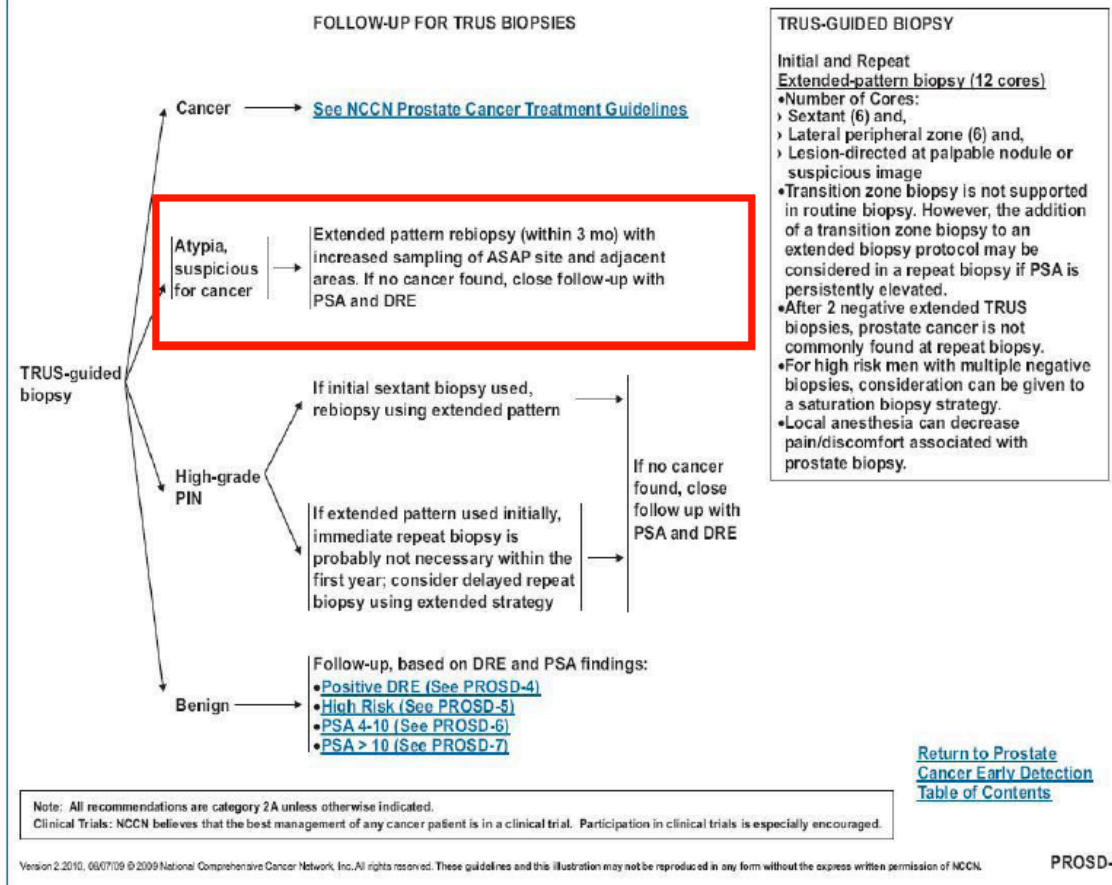 FOLLOW-UP FOR TRUS BIOPSIES
Cancer
See NCCN Prostate Cancer Treatment Guidelines
Atypia,
suspicious
for cancer
Extended pattern rebiopsy (within 3 mo) with
increased sampling of ASAP site and adjacent
areas. If no cancer found, close follow-up with
PSA and DRE
TRUS-guided
biopsy
If initial sextant biopsy used,
rebiopsy using extended pattern
High-grade
PIN
If extended pattern used initially,
immediate repeat biopsy is
probably not necessary within the
first year; consider delayed repeat
biopsy using extended strategy
If no cancer
found, close
follow up with
PSA and DRE
Benign
Follow-up, based on DRE and PSA findings:
•Positive DRE (See PROSD-4)
•High Risk (See PROSD-5)
•PSA 4-10 (See PROSD-6)
•PSA > 10 (See PROSD-7)
TRUS-GUIDED BIOPSY
Initial and Repeat
Extended-pattern biopsy (12 cores)
•Number of Cores:
› Sextant (6) and,
› Lateral peripheral zone (6) and,
› Lesion-directed at palpable nodule or
suspicious image
•Transition zone biopsy is not supported
in routine biopsy. However, the addition
of a transition zone biopsy to an
extended biopsy protocol may be
considered in a repeat biopsy if PSA is
persistently elevated.
•After 2 negative extended TRUS
biopsies, prostate cancer is not
commonly found at repeat biopsy.
•For high risk men with multiple negative
biopsies, consideration can be given to
a saturation biopsy strategy.
•Local anesthesia can decrease
pain/discomfort associated with
prostate biopsy.
Return to Prostate
Cancer Early Detection
Table of Contents
Note: All recommendations are category 2A unless otherwise indicated.
Clinical Trials: NCCN believes that the best management of any cancer patient is in a clinical trial. Participation in clinical trials is especially encouraged.
Version 2.2010, 08/07/09 © 2009 National Comprehensive Cancer Network, Inc. All rights reserved. These guidelines and this illustration may not be reproduced in any form without the express written permission of NCCN.
PROSD-